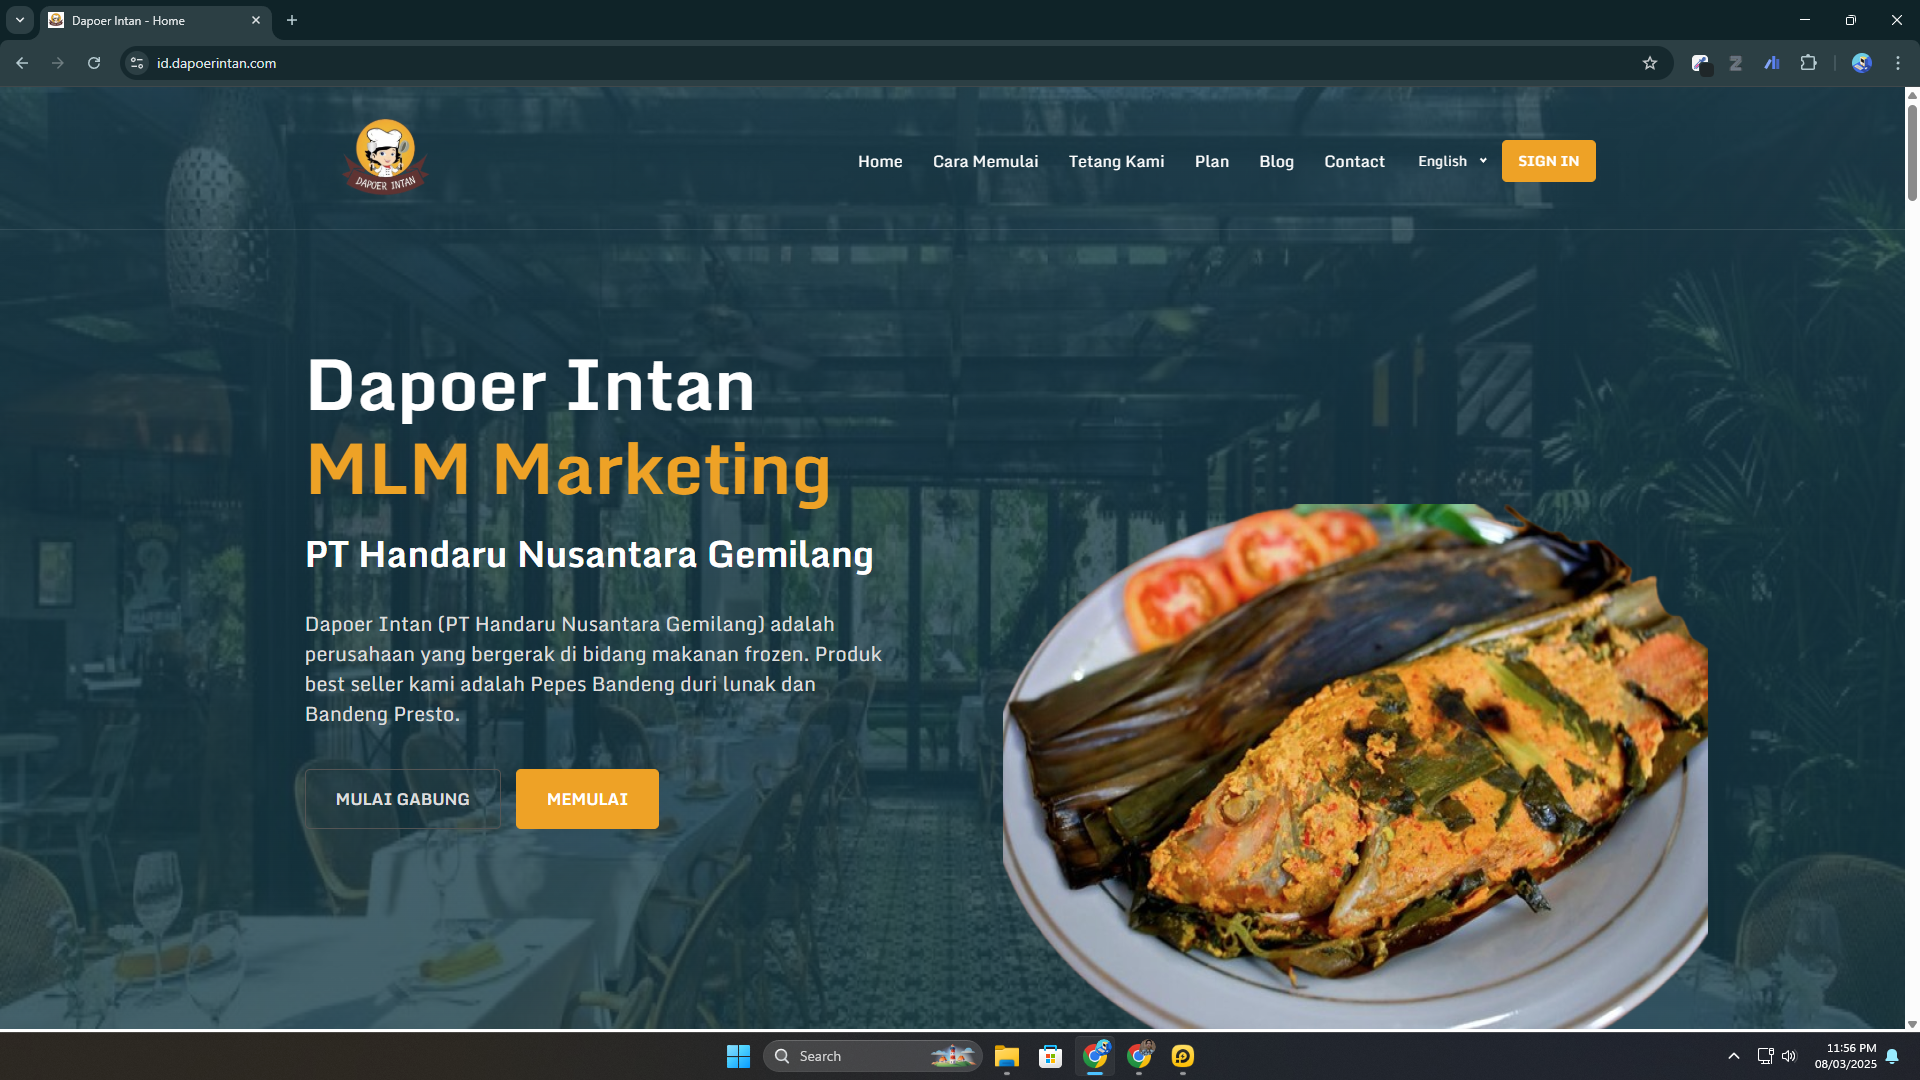 Dapoer Intan - Home
id.dapoerintan.com
DAPOER INTAN
Home
Cara Memulai
Tetang Kami
Plan
Blog
Contact
English
SIGN IN
Dapoer Intan
MLM Marketing
PT Handaru Nusantara Gemilang
Dapoer Intan (PT Handaru Nusantara Gemilang) adalah
perusahaan yang bergerak di bidang makanan frozen. Produk
best seller kami adalah Pepes Bandeng duri lunak dan
Bandeng Presto.
MULAI GABUNG
MEMULAI
Search
11:56 PM
08/03/2025